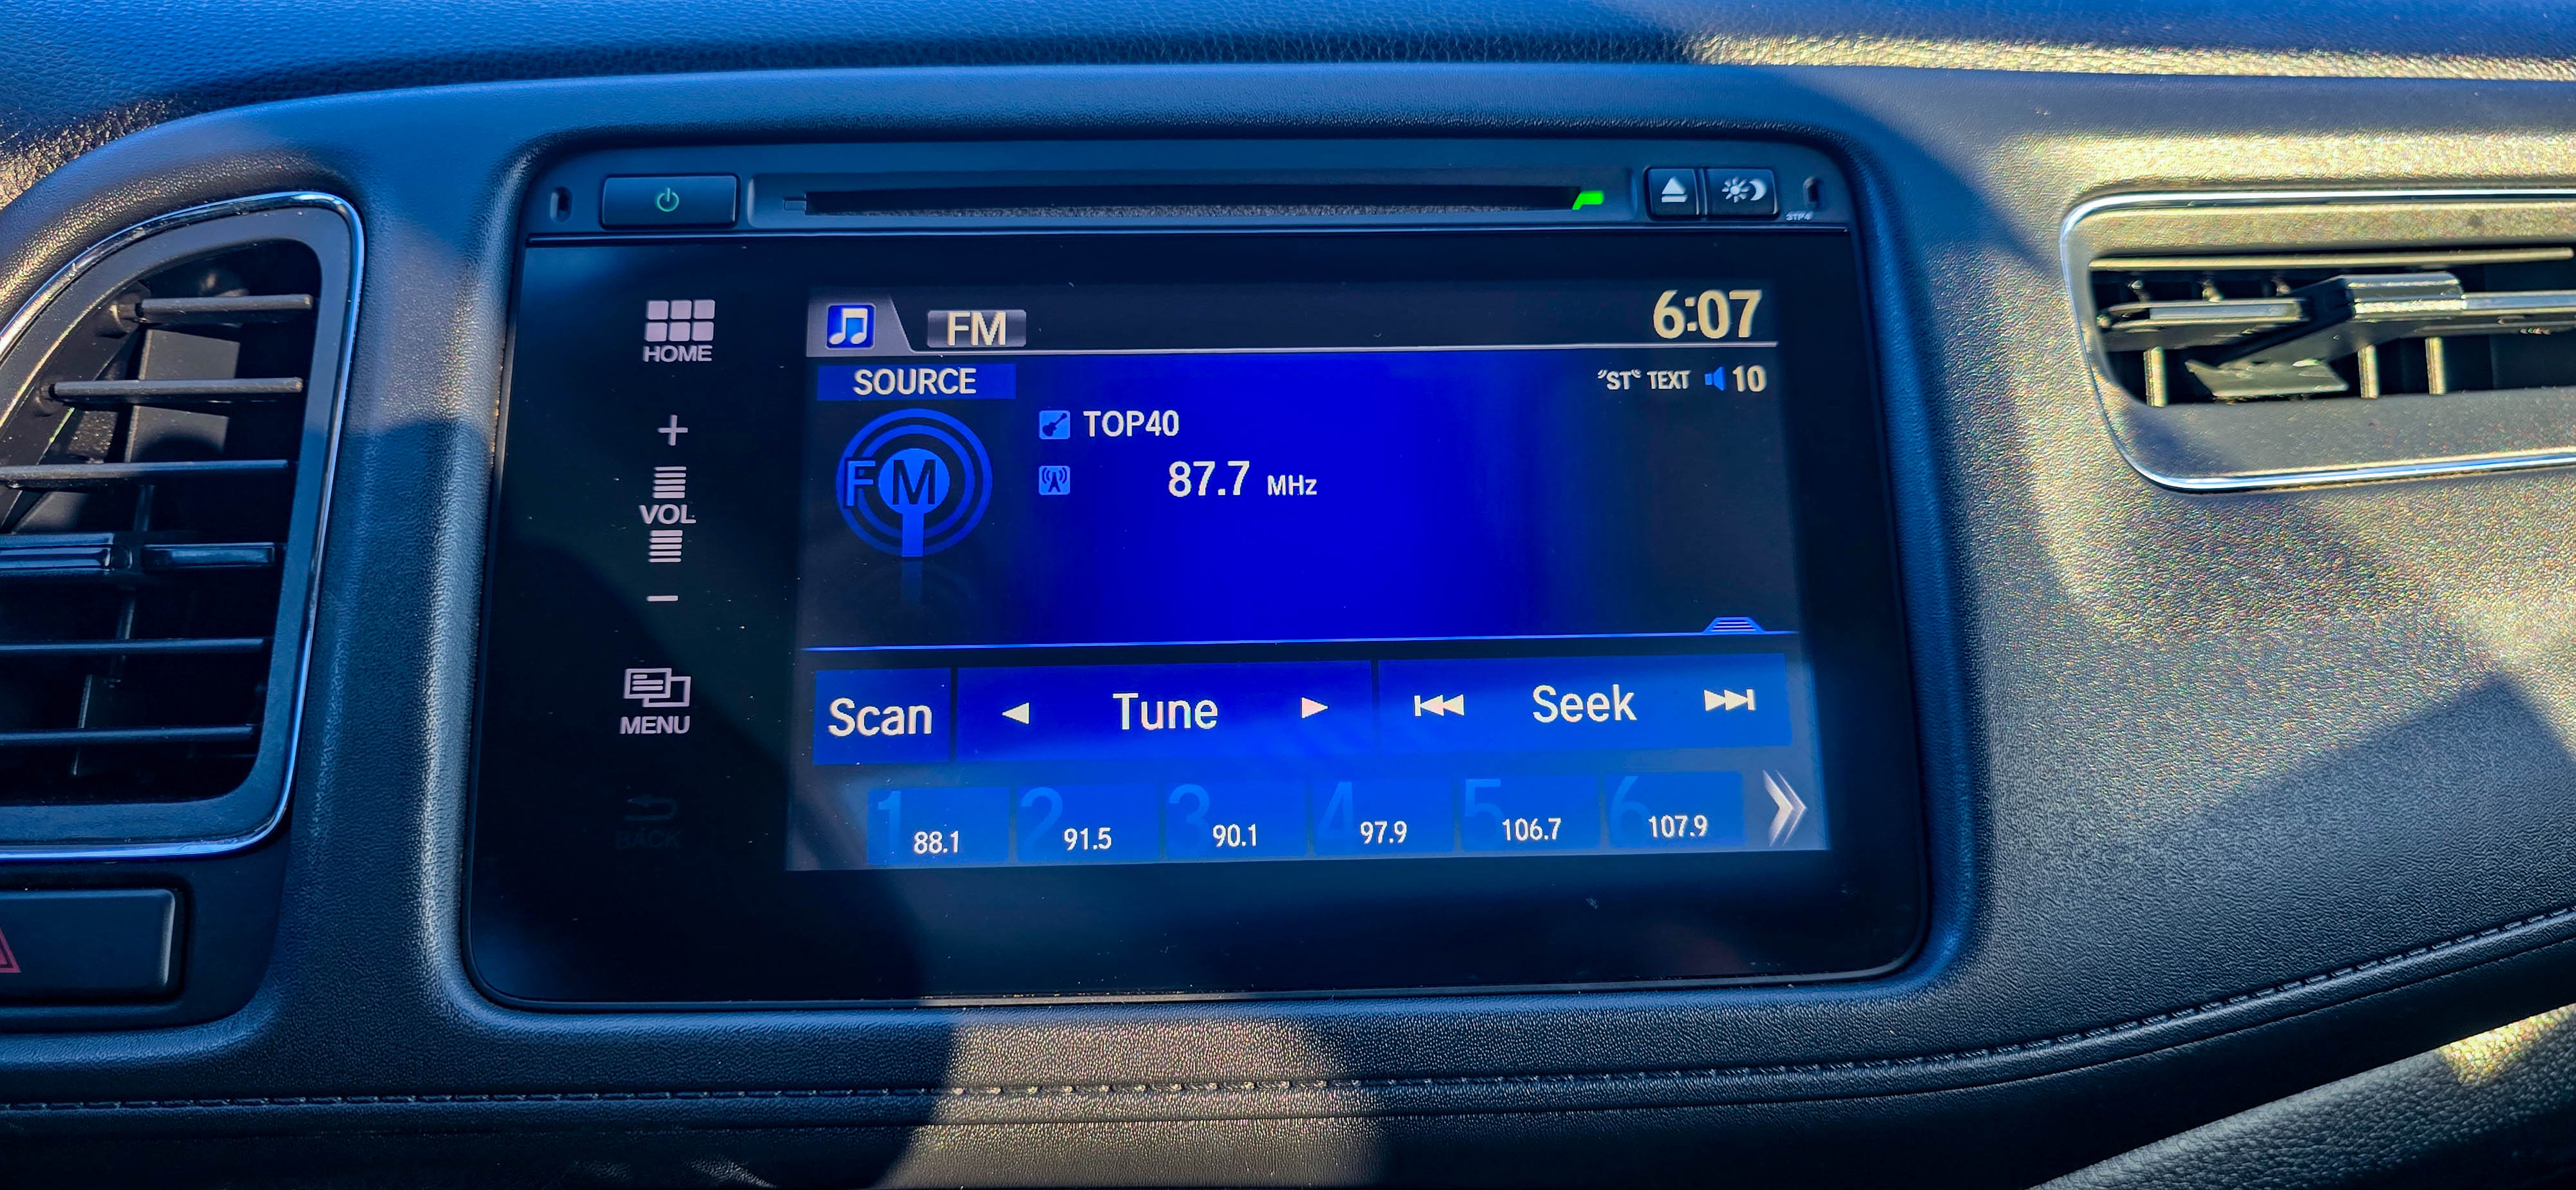 HOME
+
VOL
−
MENU
BACK
FM
6:07
SOURCE
"ST" TEXT 10
FM
TOP40
87.7 MHz
Scan
Tune
Seek
1 88.1
2 91.5
3 90.1
4 97.9
5 106.7
6 107.9